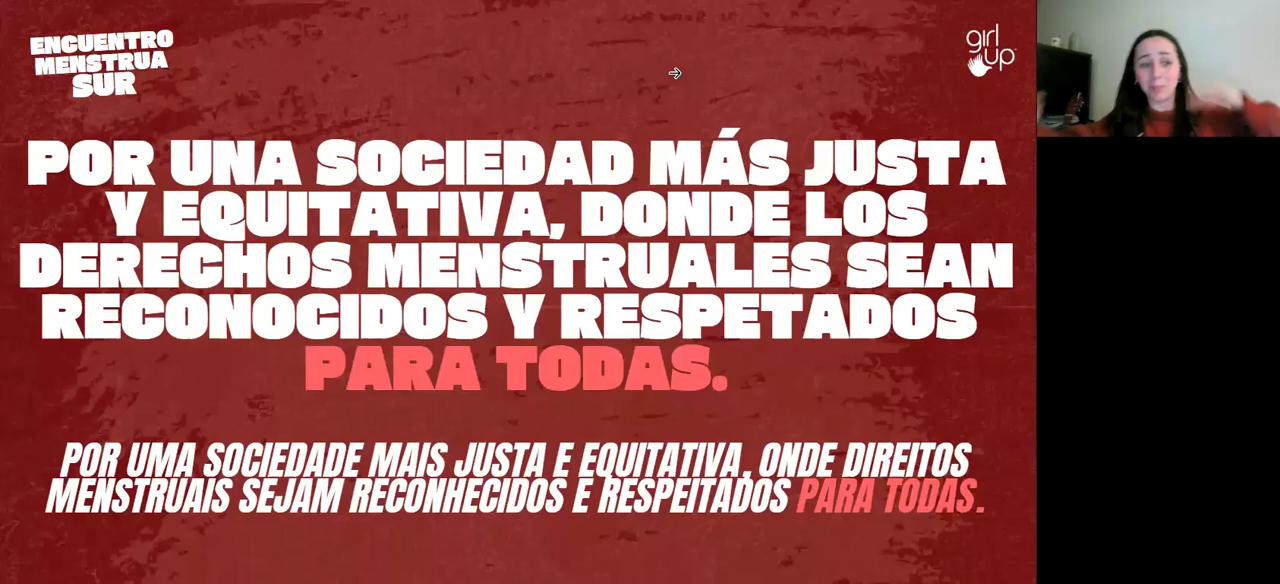 ENCUENTRO
MENSTRUA
SUR
girl
up
POR UNA SOCIEDAD MÁS JUSTA
Y EQUITATIVA, DONDE LOS
DERECHOS MENSTRUALES SEAN
RECONOCIDOS Y RESPETADOS
PARA TODAS.
POR UMA SOCIEDADE MAIS JUSTA E EQUITATIVA, ONDE DIREITOS
MENSTRUAIS SEJAM RECONHECIDOS E RESPEITADOS PARA TODAS.